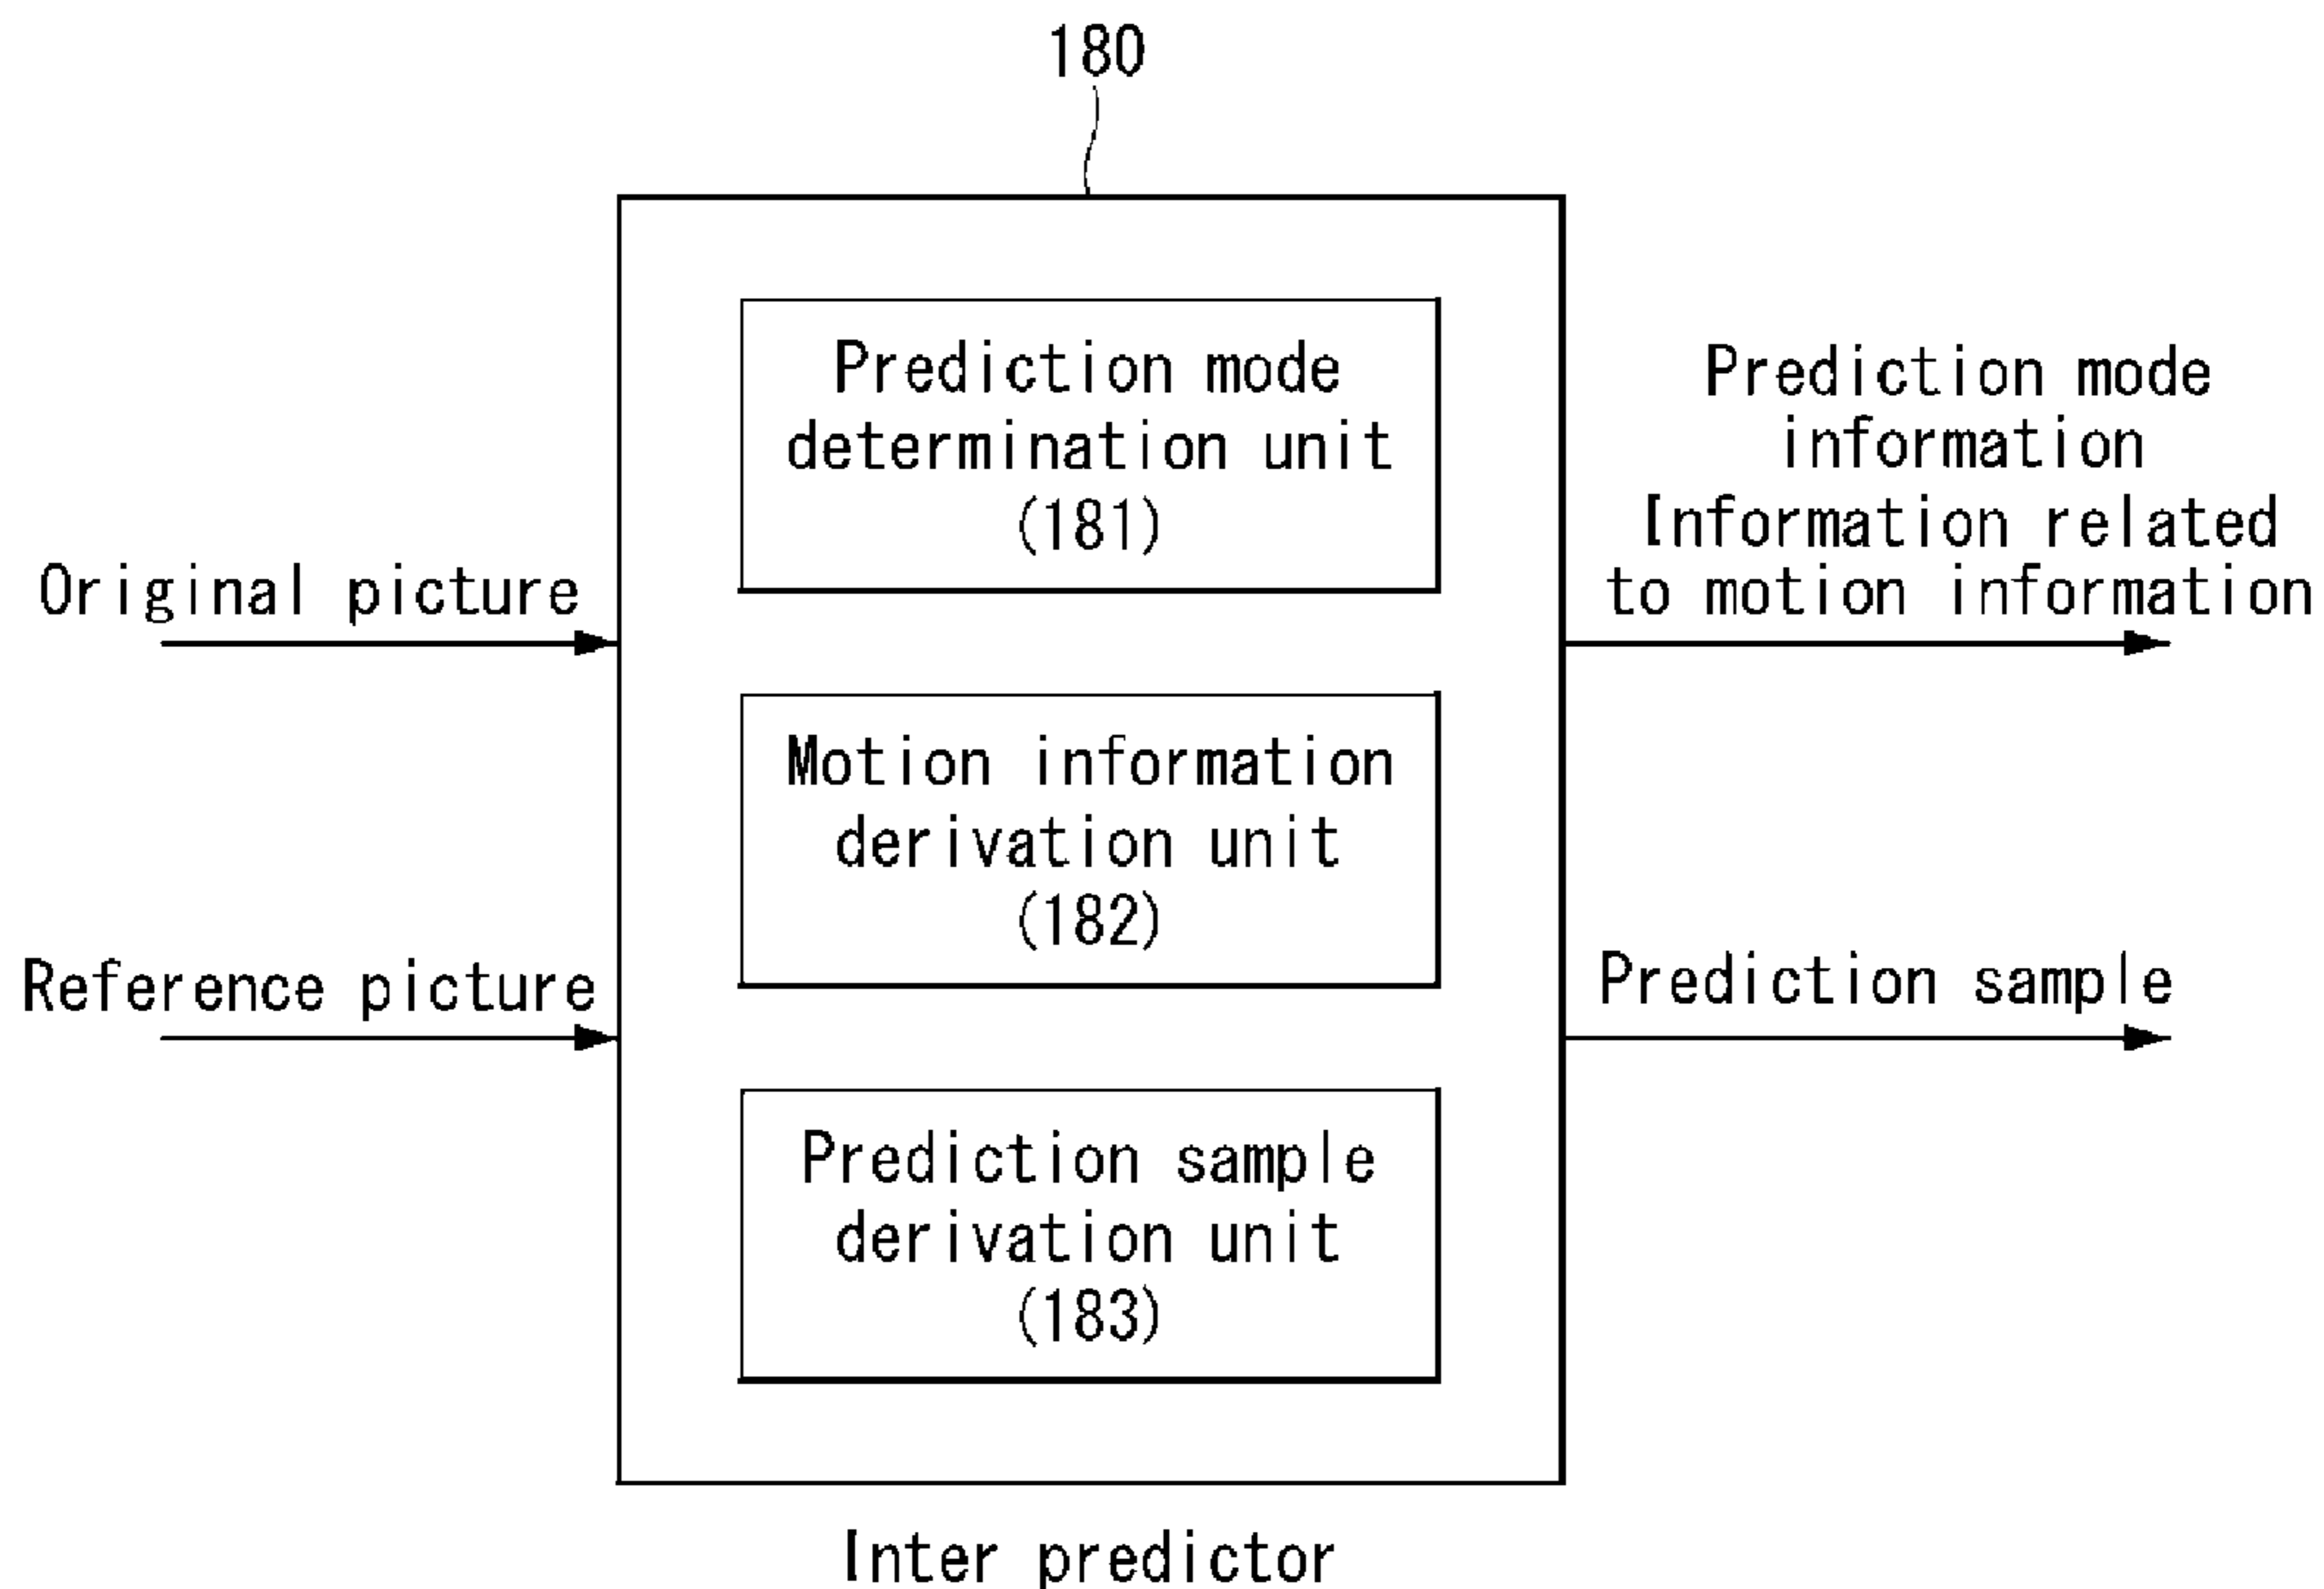 180
Prediction mode
determination unit
(181)
Prediction mode
information
Information related
to motion information
Original picture
Motion information
derivation unit
(182)
Reference picture
Prediction sample
Prediction sample
derivation unit
(183)
Inter predictor